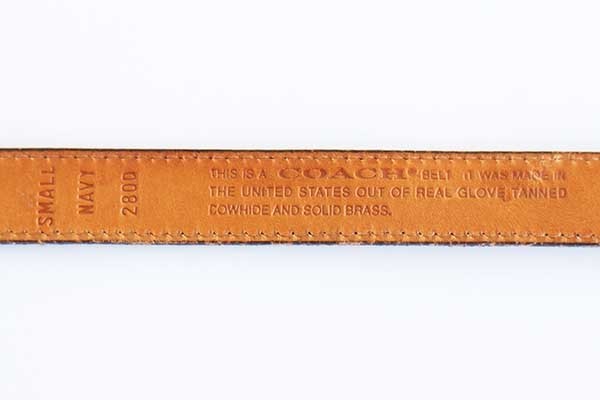 SMALL
NAVY
2800
THIS IS A COACH® BELT IT WAS MADE IN
THE UNITED STATES OUT OF REAL GLOVE TANNED
COWHIDE AND SOLID BRASS.